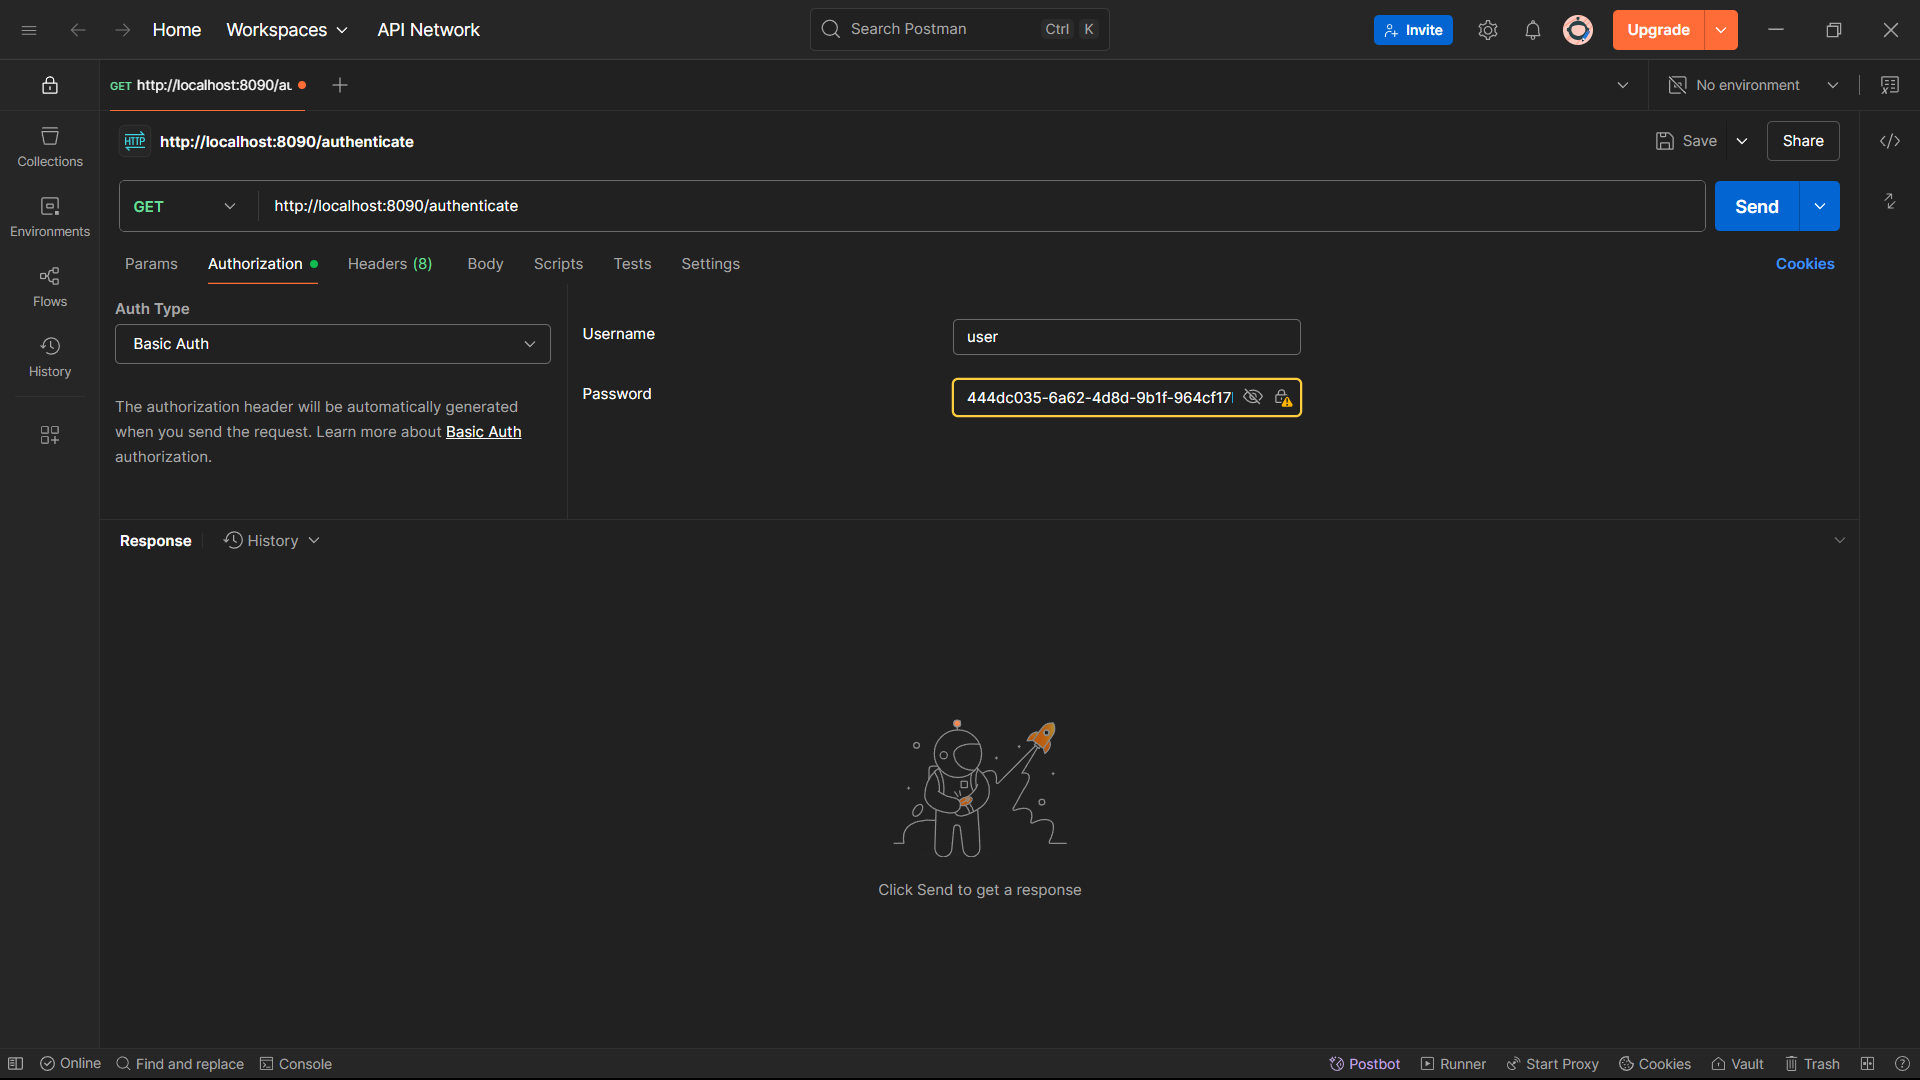 Home Workspaces API Network Search Postman Ctrl K Invite Upgrade
GET http://localhost:8090/au No environment
HTTP http://localhost:8090/authenticate Save Share
Collections
Environments
Flows
History
GET http://localhost:8090/authenticate Send
Params Authorization Headers (8) Body Scripts Tests Settings Cookies
Auth Type
Basic Auth
The authorization header will be automatically generated
when you send the request. Learn more about Basic Auth
authorization.
Username user
Password 444dc035-6a62-4d8d-9b1f-964cf17
Response History
Click Send to get a response
Online Find and replace Console Postbot Runner Start Proxy Cookies Vault Trash